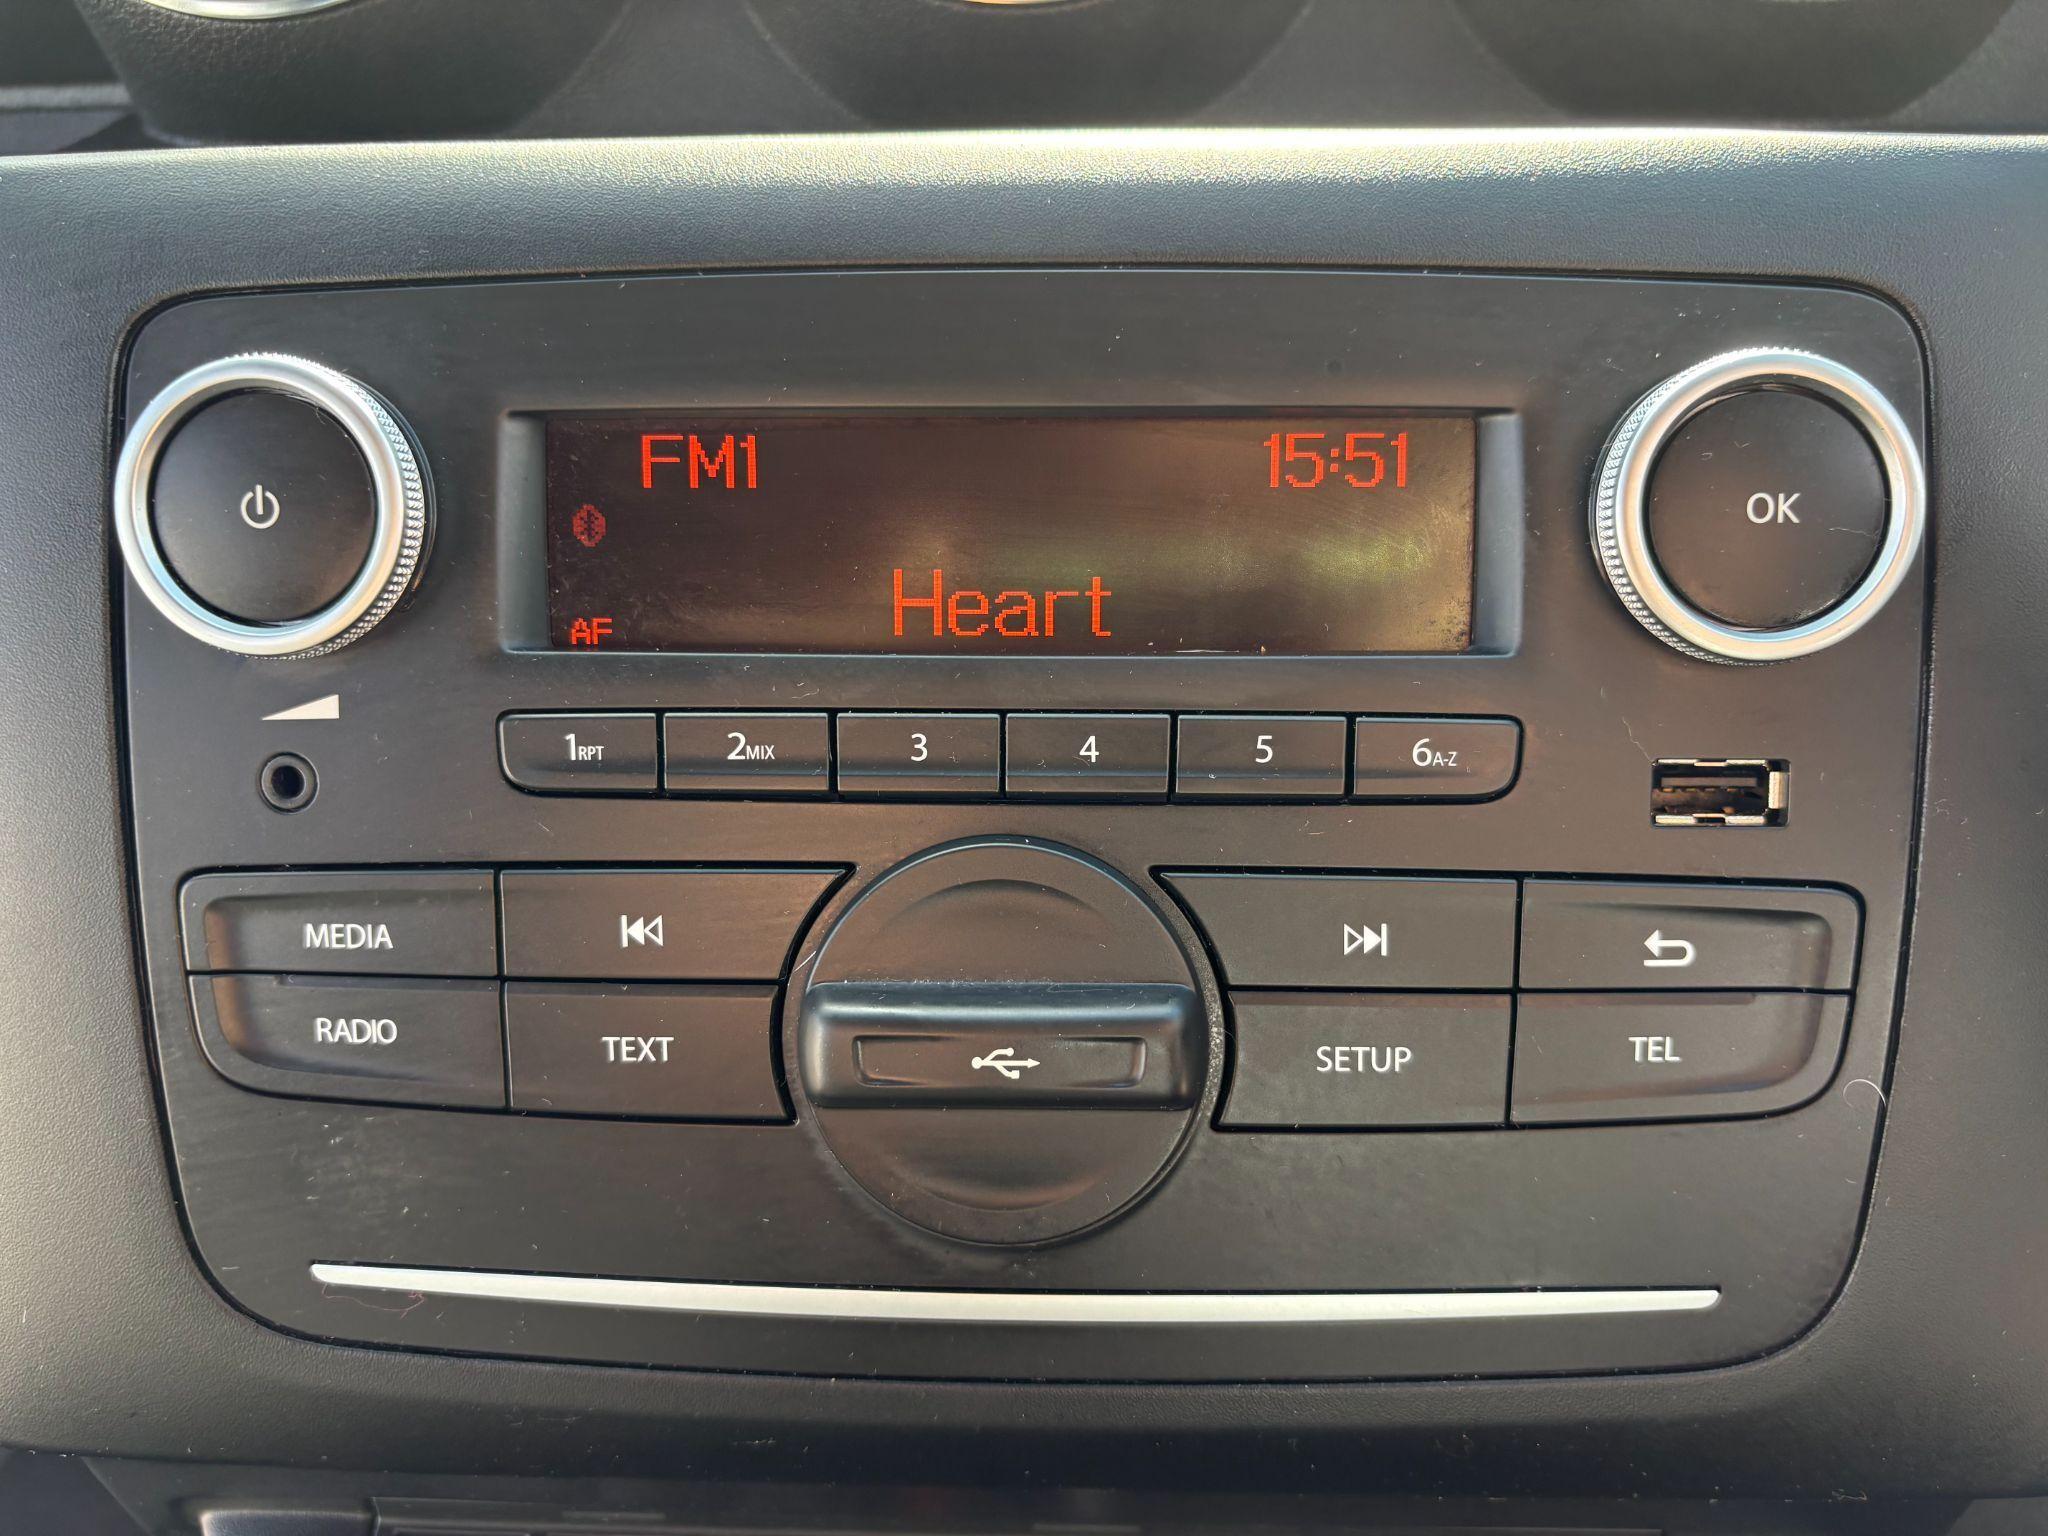 FM1 15:51
Heart
AF
OK
1RPT 2MIX 3 4 5 6A-Z
MEDIA
RADIO TEXT SETUP TEL